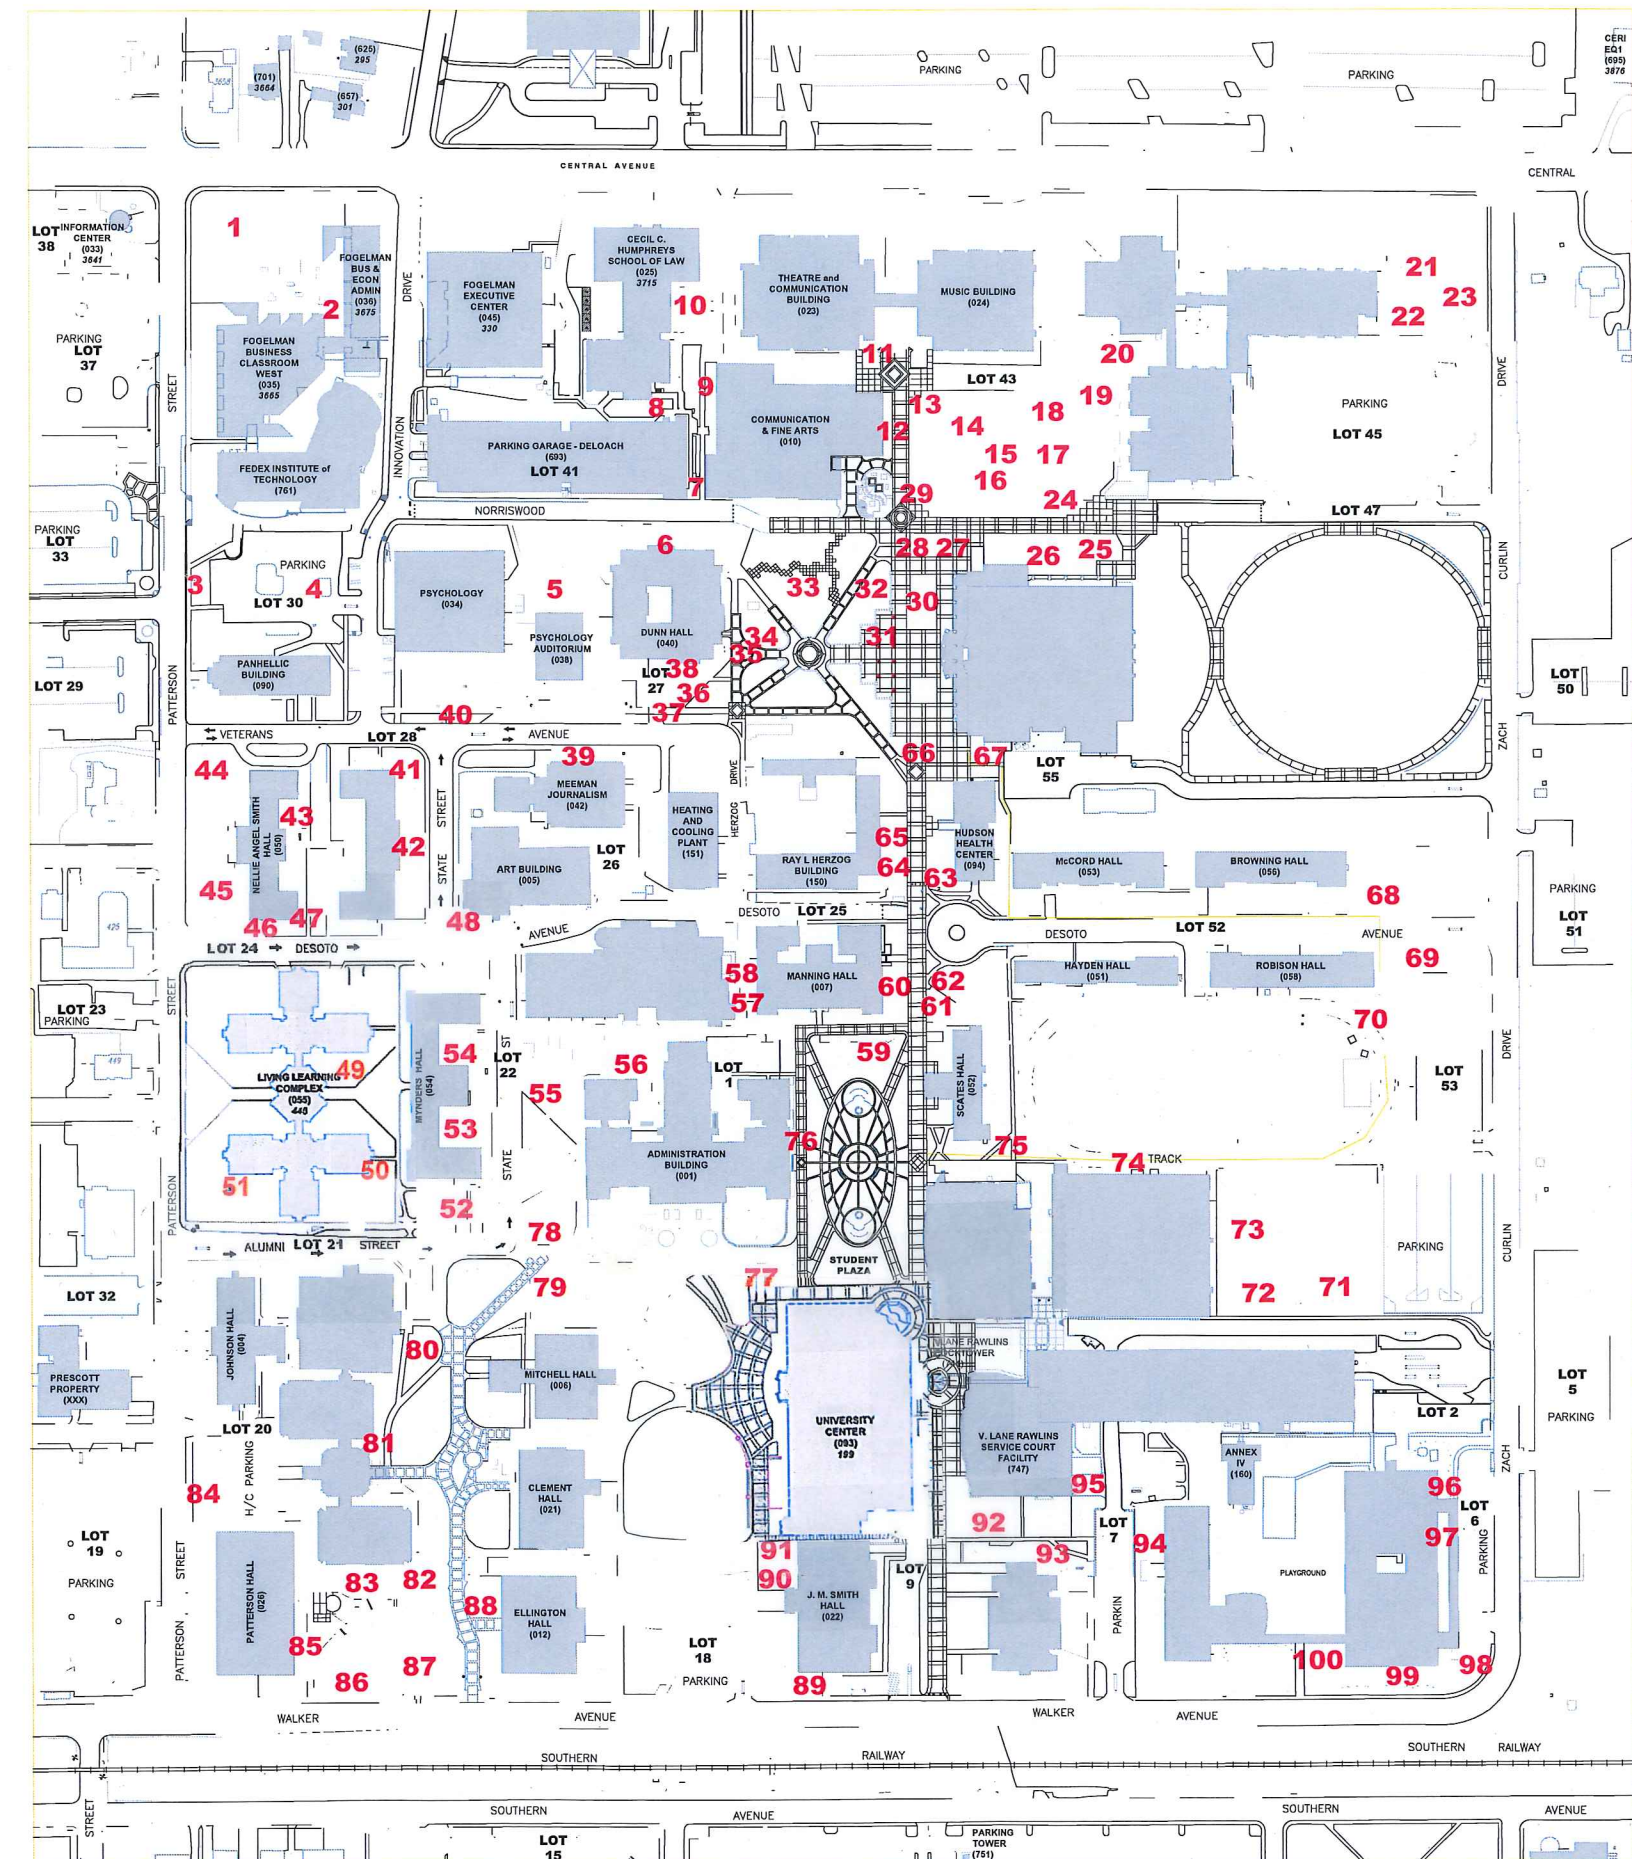 (625)
295
(701)
3664
(657)
301
PARKING
PARKING
CERI
EQ1
(695)
3876
CENTRAL AVENUE
CENTRAL
LOT
38
INFORMATION
CENTER
(033)
3641
1
2
FOGELMAN
BUS &
ECON
ADMIN
(036)
3675
FOGELMAN
BUSINESS
CLASSROOM
WEST
(035)
3665
DRIVE
FOGELMAN
EXECUTIVE
CENTER
(045)
330
CECIL C.
HUMPHREYS
SCHOOL OF LAW
(025)
3715
10
THEATRE and
COMMUNICATION
BUILDING
(023)
MUSIC BUILDING
(024)
21
22
23
PARKING
LOT
37
STREET
11
LOT 43
20
DRIVE
9
8
13
12
14
15
16
17
18
19
COMMUNICATION
& FINE ARTS
(010)
PARKING
LOT 45
INNOVATION
PARKING GARAGE - DELOACH
(693)
LOT 41
7
FEDEX INSTITUTE of
TECHNOLOGY
(761)
29
24
NORRISWOOD
LOT 47
PARKING
LOT
33
3
PARKING
LOT 30
4
PSYCHOLOGY
(034)
5
6
PSYCHOLOGY
AUDITORIUM
(038)
DUNN HALL
(040)
28
27
26
25
33
32
30
31
34
35
38
36
37
LOT
27
CURLIN
LOT 29
PATTERSON
PANHELLIC
BUILDING
(090)
LOT
50
40
VETERANS
LOT 28
AVENUE
ZACH
44
41
43
42
39
MEEMAN
JOURNALISM
(042)
DRIVE
66
67
LOT
55
NELLIE ANGEL SMITH
HALL
(050)
STREET
HEATING
AND
COOLING
PLANT
(151)
HERZOG
65
64
63
HUDSON
HEALTH
CENTER
(094)
45
STATE
ART BUILDING
(005)
LOT
26
RAY L HERZOG
BUILDING
(150)
McCORD HALL
(053)
BROWNING HALL
(056)
68
PARKING
LOT
51
425
46
47
48
DESOTO
LOT 25
LOT 24
DESOTO
AVENUE
DESOTO
LOT 52
AVENUE
69
58
57
MANNING HALL
(007)
60
62
61
HAYDEN HALL
(051)
ROBISON HALL
(058)
LOT 23
PARKING
STREET
70
449
LIVING LEARNING
COMPLEX
(055)
448
49
MYNDERS HALL
(054)
54
53
ST
LOT
22
55
56
LOT
1
59
SCATES HALL
(052)
DRIVE
LOT
53
51
50
52
STATE
ADMINISTRATION
BUILDING
(001)
76
75
74
TRACK
PATTERSON
ALUMNI
LOT 21
STREET
78
STUDENT
PLAZA
73
PARKING
CURLIN
LOT 32
79
77
72
71
JOHNSON HALL
(004)
80
MITCHELL HALL
(006)
PRESCOTT
PROPERTY
(XXX)
LOT 20
81
UNIVERSITY
CENTER
(093)
499
V. LANE RAWLINS
SERVICE COURT
FACILITY
(747)
LOT 2
LOT
5
PARKING
ANNEX
IV
(160)
ZACH
84
H/C PARKING
CLEMENT
HALL
(021)
95
96
LOT
6
97
LOT
19
PARKING
STREET
92
LOT
7
94
93
PARKING
91
90
LOT
9
PLAYGROUND
PATTERSON HALL
(026)
83
82
88
ELLINGTON
HALL
(012)
J. M. SMITH
HALL
(022)
PARKIN
PATTERSON
85
86
87
LOT
18
PARKING
89
100
99
98
WALKER
AVENUE
WALKER
AVENUE
SOUTHERN
RAILWAY
SOUTHERN
RAILWAY
STREET
SOUTHERN
AVENUE
SOUTHERN
AVENUE
LOT
15
PARKING
TOWER
(751)